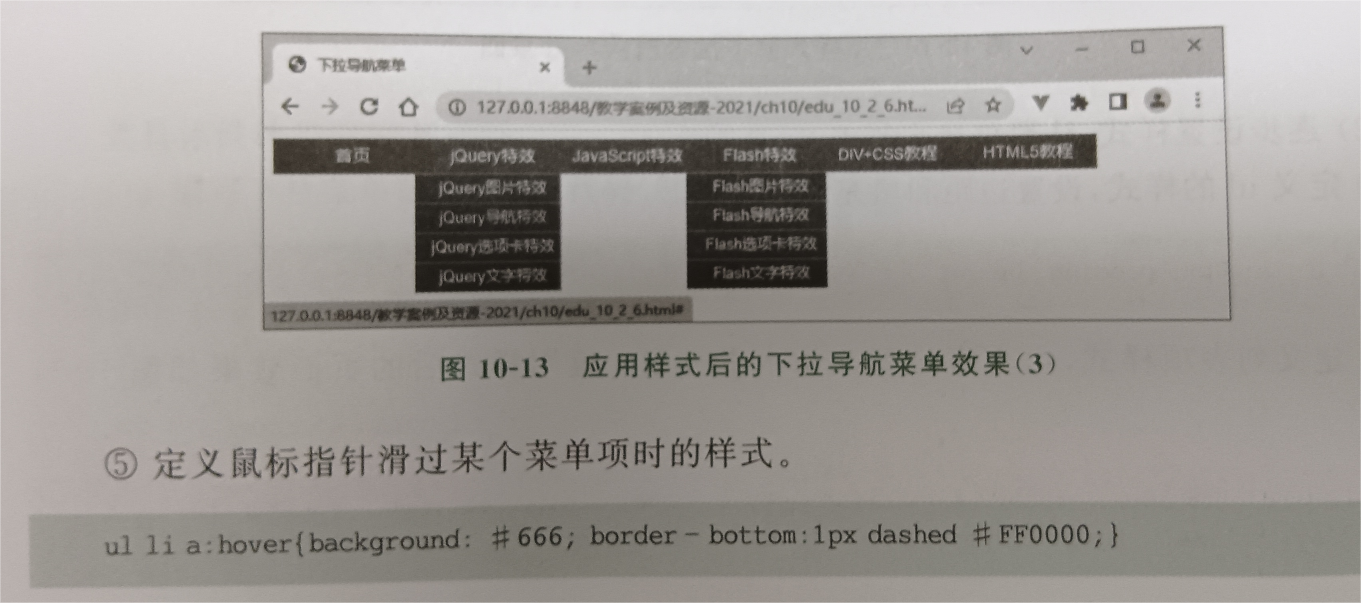 下拉导航菜单
127.0.0.1:8848/教学案例及资源-2021/ch10/edu_10_2_6.ht...
首页 jQuery特效 JavaScript特效 Flash特效 DIV+CSS教程 HTML5教程
jQuery图片特效 Flash图片特效
jQuery导航特效 Flash导航特效
jQuery选项卡特效 Flash选项卡特效
jQuery文字特效 Flash文字特效
127.0.0.1:8848/教学案例及资源-2021/ch10/edu_10_2_6.html#
图 10-13 应用样式后的下拉导航菜单效果(3)
⑤ 定义鼠标指针滑过某个菜单项时的样式。
ul li a:hover{background: #666; border-bottom:1px dashed #FF0000;}